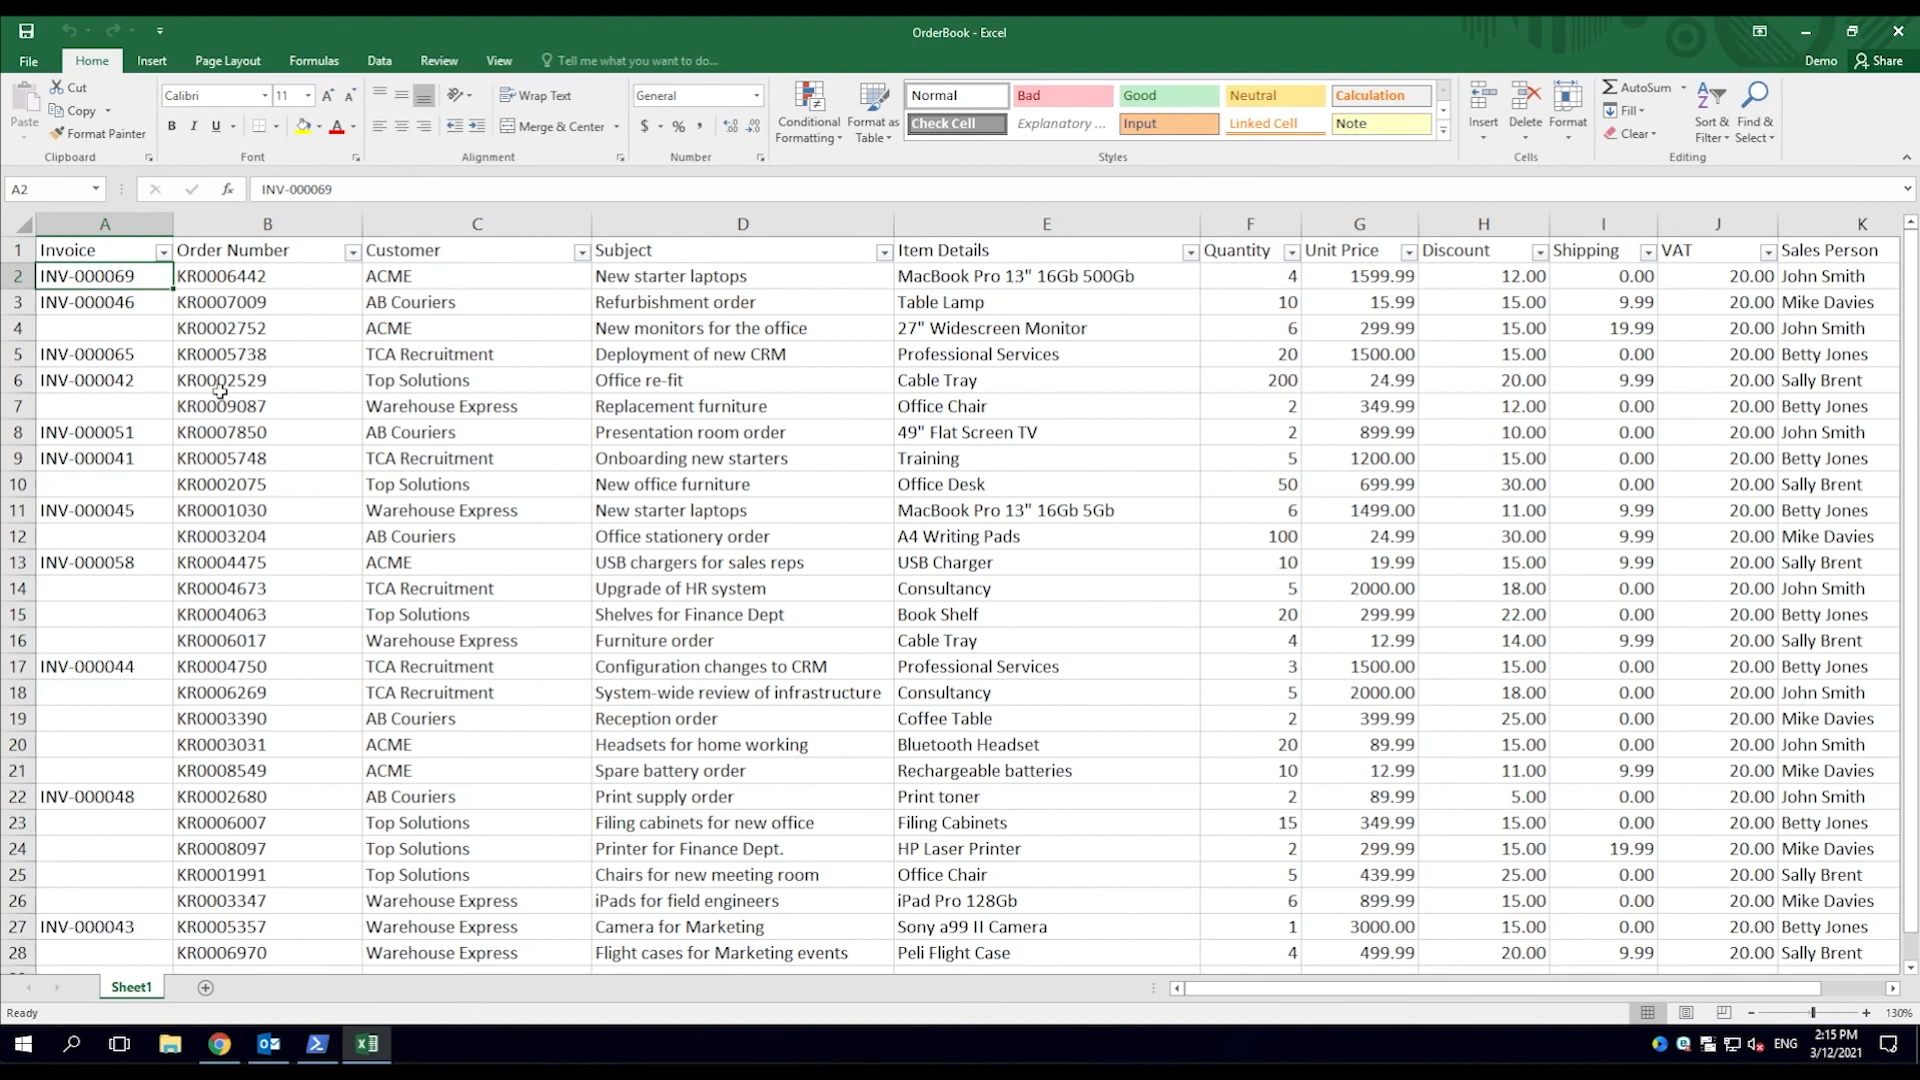 OrderBook - Excel
File Home Insert Page Layout Formulas Data Review View Tell me what you want to do... Demo Share
Cut
Copy
Format Painter
Paste
Clipboard
Calibri 11
B I U
Font
Wrap Text
Merge & Center
Alignment
General
$ % ,
Number
Conditional Formatting
Format as Table
Normal Bad Good Neutral Calculation
Check Cell Explanatory ... Input Linked Cell Note
Styles
Insert Delete Format
Cells
AutoSum
Fill
Clear
Sort & Filter
Find & Select
Editing
A2 fx INV-000069
A B C D E F G H I J K
1 Invoice Order Number Customer Subject Item Details Quantity Unit Price Discount Shipping VAT Sales Person
2 INV-000069 KR0006442 ACME New starter laptops MacBook Pro 13" 16Gb 500Gb 4 1599.99 12.00 0.00 20.00 John Smith
3 INV-000046 KR0007009 AB Couriers Refurbishment order Table Lamp 10 15.99 15.00 9.99 20.00 Mike Davies
4 KR0002752 ACME New monitors for the office 27" Widescreen Monitor 6 299.99 15.00 19.99 20.00 John Smith
5 INV-000065 KR0005738 TCA Recruitment Deployment of new CRM Professional Services 20 1500.00 15.00 0.00 20.00 Betty Jones
6 INV-000042 KR0002529 Top Solutions Office re-fit Cable Tray 200 24.99 20.00 9.99 20.00 Sally Brent
7 KR0009087 Warehouse Express Replacement furniture Office Chair 2 349.99 12.00 0.00 20.00 Betty Jones
8 INV-000051 KR0007850 AB Couriers Presentation room order 49" Flat Screen TV 2 899.99 10.00 0.00 20.00 John Smith
9 INV-000041 KR0005748 TCA Recruitment Onboarding new starters Training 5 1200.00 15.00 0.00 20.00 Betty Jones
10 KR0002075 Top Solutions New office furniture Office Desk 50 699.99 30.00 0.00 20.00 Sally Brent
11 INV-000045 KR0001030 Warehouse Express New starter laptops MacBook Pro 13" 16Gb 5Gb 6 1499.00 11.00 9.99 20.00 Betty Jones
12 KR0003204 AB Couriers Office stationery order A4 Writing Pads 100 24.99 30.00 9.99 20.00 Mike Davies
13 INV-000058 KR0004475 ACME USB chargers for sales reps USB Charger 10 19.99 15.00 9.99 20.00 Sally Brent
14 KR0004673 TCA Recruitment Upgrade of HR system Consultancy 5 2000.00 18.00 0.00 20.00 John Smith
15 KR0004063 Top Solutions Shelves for Finance Dept Book Shelf 20 299.99 22.00 0.00 20.00 Betty Jones
16 KR0006017 Warehouse Express Furniture order Cable Tray 4 12.99 14.00 9.99 20.00 Sally Brent
17 INV-000044 KR0004750 TCA Recruitment Configuration changes to CRM Professional Services 3 1500.00 15.00 0.00 20.00 Betty Jones
18 KR0006269 TCA Recruitment System-wide review of infrastructure Consultancy 5 2000.00 18.00 0.00 20.00 John Smith
19 KR0003390 AB Couriers Reception order Coffee Table 2 399.99 25.00 0.00 20.00 Mike Davies
20 KR0003031 ACME Headsets for home working Bluetooth Headset 20 89.99 15.00 0.00 20.00 John Smith
21 KR0008549 ACME Spare battery order Rechargeable batteries 10 12.99 11.00 9.99 20.00 Mike Davies
22 INV-000048 KR0002680 AB Couriers Print supply order Print toner 2 89.99 5.00 0.00 20.00 John Smith
23 KR0006007 Top Solutions Filing cabinets for new office Filing Cabinets 15 349.99 15.00 0.00 20.00 Betty Jones
24 KR0008097 Top Solutions Printer for Finance Dept. HP Laser Printer 2 299.99 15.00 19.99 20.00 Mike Davies
25 KR0001991 Top Solutions Chairs for new meeting room Office Chair 5 439.99 25.00 0.00 20.00 Sally Brent
26 KR0003347 Warehouse Express iPads for field engineers iPad Pro 128Gb 6 899.99 15.00 0.00 20.00 Mike Davies
27 INV-000043 KR0005357 Warehouse Express Camera for Marketing Sony a99 II Camera 1 3000.00 15.00 0.00 20.00 Betty Jones
28 KR0006970 Warehouse Express Flight cases for Marketing events Peli Flight Case 4 499.99 20.00 9.99 20.00 Sally Brent
Sheet1
Ready 130%
ENG 2:15 PM
3/12/2021